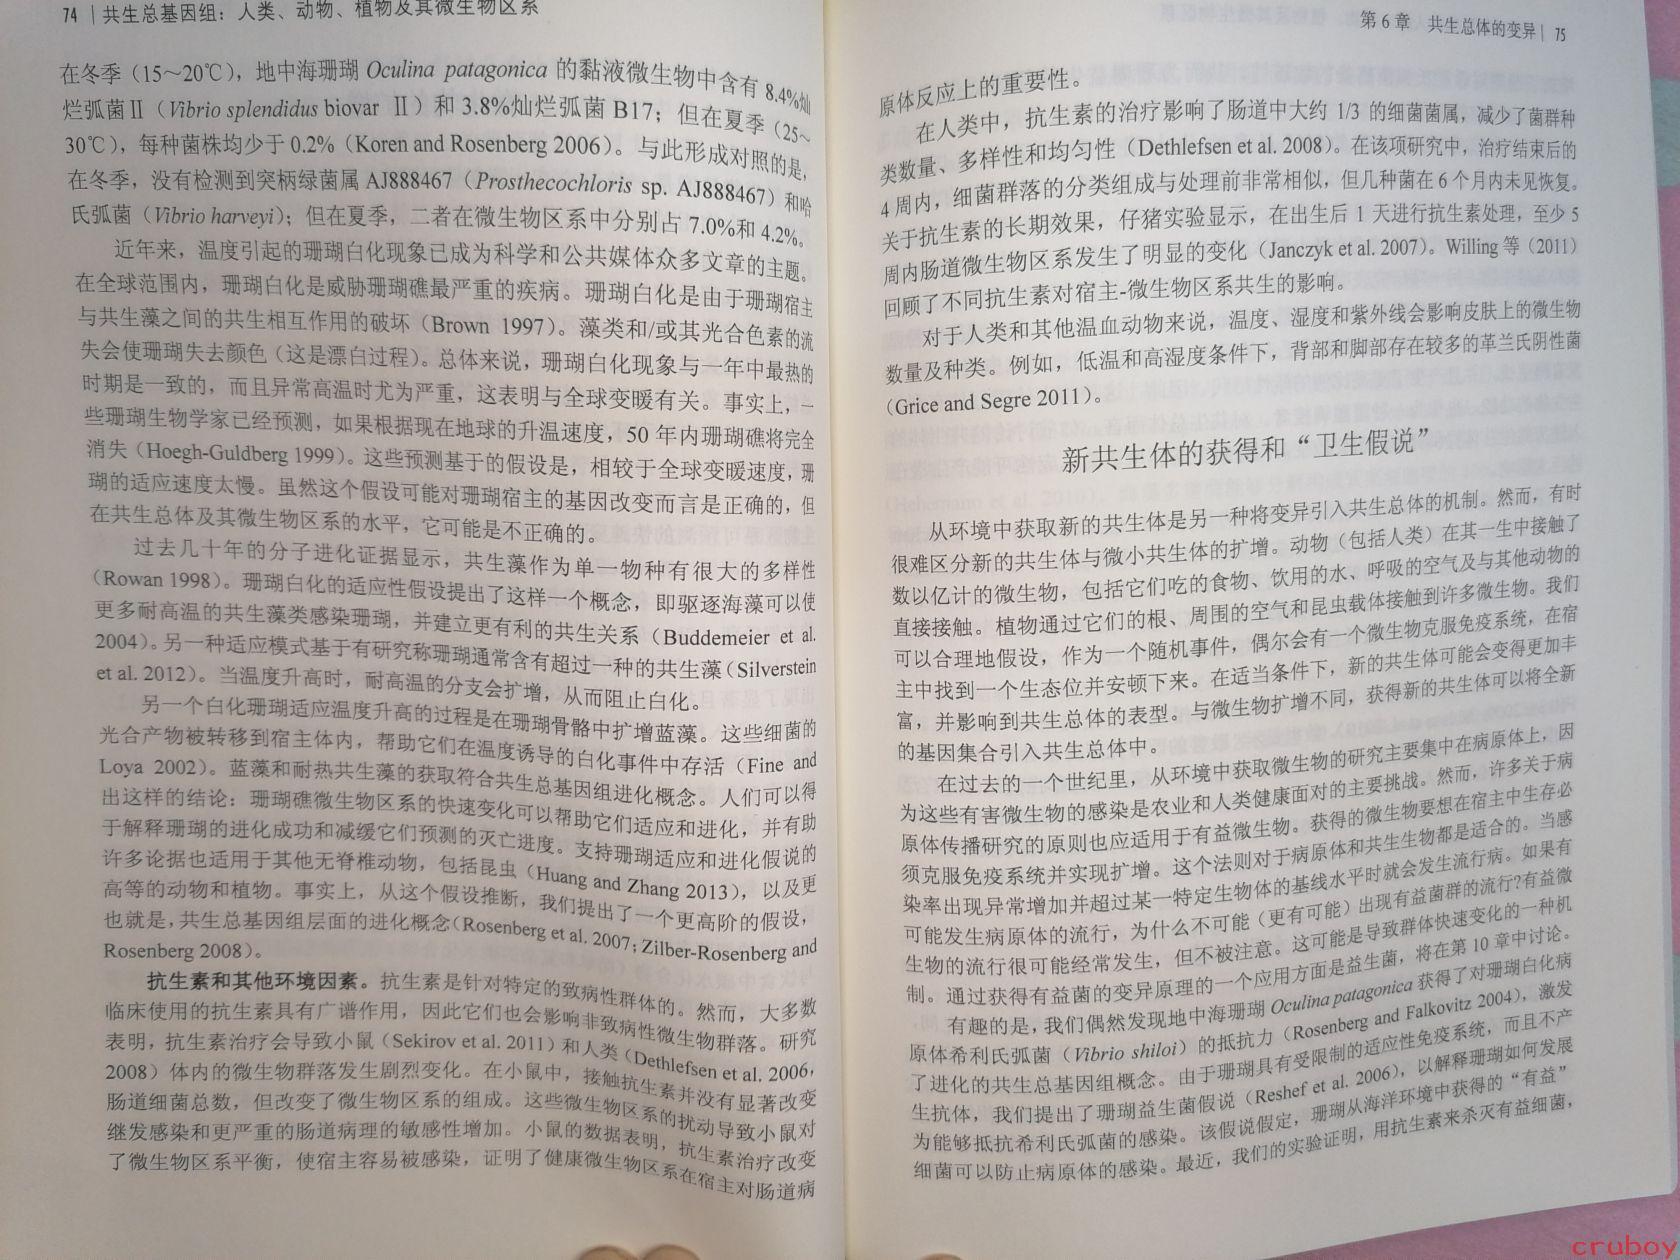 74 | 共生总基因组：人类、动物、植物及其微生物区系
在冬季（15～20℃），地中海珊瑚 Oculina patagonica 的黏液微生物中含有 8.4%灿
烂弧菌Ⅱ（Vibrio splendidus biovar Ⅱ）和 3.8%灿烂弧菌 B17；但在夏季（25～
30℃），每种菌株均少于 0.2%（Koren and Rosenberg 2006）。与此形成对照的是，
在冬季，没有检测到突柄绿菌属 AJ888467（Prosthecochloris sp. AJ888467）和哈
氏弧菌（Vibrio harveyi）；但在夏季，二者在微生物区系中分别占 7.0%和 4.2%。
近年来，温度引起的珊瑚白化现象已成为科学和公共媒体众多文章的主题。
在全球范围内，珊瑚白化是威胁珊瑚礁最严重的疾病。珊瑚白化是由于珊瑚宿主
与共生藻之间的共生相互作用的破坏（Brown 1997）。藻类和/或其光合色素的流
失会使珊瑚失去颜色（这是漂白过程）。总体来说，珊瑚白化现象与一年中最热的
时期是一致的，而且异常高温时尤为严重，这表明与全球变暖有关。事实上，一
些珊瑚生物学家已经预测，如果根据现在地球的升温速度，50 年内珊瑚礁将完全
消失（Hoegh-Guldberg 1999）。这些预测基于的假设是，相较于全球变暖速度，珊
瑚的适应速度太慢。虽然这个假设可能对珊瑚宿主的基因改变而言是正确的，但
在共生总体及其微生物区系的水平，它可能是不正确的。
过去几十年的分子进化证据显示，共生藻作为单一物种有很大的多样性
（Rowan 1998）。珊瑚白化的适应性假设提出了这样一个概念，即驱逐海藻可以使
更多耐高温的共生藻类感染珊瑚，并建立更有利的共生关系（Buddemeier et al.
2004）。另一种适应模式基于有研究称珊瑚通常含有超过一种的共生藻（Silverstein
et al. 2012）。当温度升高时，耐高温的分支会扩增，从而阻止白化。
另一个白化珊瑚适应温度升高的过程是在珊瑚骨骼中扩增蓝藻。这些细菌的
光合产物被转移到宿主体内，帮助它们在温度诱导的白化事件中存活（Fine and
Loya 2002）。蓝藻和耐热共生藻的获取符合共生总基因组进化概念。人们可以得
出这样的结论：珊瑚礁微生物区系的快速变化可以帮助它们适应和进化，并有助
于解释珊瑚的进化成功和减缓它们预测的灭亡进度。支持珊瑚适应和进化假说的
许多论据也适用于其他无脊椎动物，包括昆虫（Huang and Zhang 2013），以及更
高等的动物和植物。事实上，从这个假设推断，我们提出了一个更高阶的假设，
也就是，共生总基因组层面的进化概念（Rosenberg et al. 2007；Zilber-Rosenberg and
Rosenberg 2008）。
抗生素和其他环境因素。抗生素是针对特定的致病性群体的。然而，大多数
临床使用的抗生素具有广谱作用，因此它们也会影响非致病性微生物群落。研究
表明，抗生素治疗会导致小鼠（Sekirov et al. 2011）和人类（Dethlefsen et al. 2006，
2008）体内的微生物群落发生剧烈变化。在小鼠中，接触抗生素并没有显著改变
肠道细菌总数，但改变了微生物区系的组成。这些微生物区系的扰动导致小鼠对
继发感染和更严重的肠道病理的敏感性增加。小鼠的数据表明，抗生素治疗改变
了微生物区系平衡，使宿主容易被感染，证明了健康微生物区系在宿主对肠道病
第 6 章 共生总体的变异 | 75
原体反应上的重要性。
在人类中，抗生素的治疗影响了肠道中大约 1/3 的细菌菌属，减少了菌群种
类数量、多样性和均匀性（Dethlefsen et al. 2008）。在该项研究中，治疗结束后的
4 周内，细菌群落的分类组成与处理前非常相似，但几种菌在 6 个月内未见恢复。
关于抗生素的长期效果，仔猪实验显示，在出生后 1 天进行抗生素处理，至少 5
周内肠道微生物区系发生了明显的变化（Janczyk et al. 2007）。Willing 等（2011）
回顾了不同抗生素对宿主-微生物区系共生的影响。
对于人类和其他温血动物来说，温度、湿度和紫外线会影响皮肤上的微生物
数量及种类。例如，低温和高湿度条件下，背部和脚部存在较多的革兰氏阴性菌
（Grice and Segre 2011）。
新共生体的获得和“卫生假说”
从环境中获取新的共生体是另一种将变异引入共生总体的机制。然而，有时
很难区分新的共生体与微小共生体的扩增。动物（包括人类）在其一生中接触了
数以亿计的微生物，包括它们吃的食物、饮用的水、呼吸的空气及与其他动物的
直接接触。植物通过它们的根、周围的空气和昆虫载体接触到许多微生物。我们
可以合理地假设，作为一个随机事件，偶尔会有一个微生物克服免疫系统，在宿
主中找到一个生态位并安顿下来。在适当条件下，新的共生体可能会变得更加丰
富，并影响到共生总体的表型。与微生物扩增不同，获得新的共生体可以将全新
的基因集合引入共生总体中。
在过去的一个世纪里，从环境中获取微生物的研究主要集中在病原体上，因
为这些有害微生物的感染是农业和人类健康面对的主要挑战。然而，许多关于病
原体传播研究的原则也应适用于有益微生物。获得的微生物要想在宿主中生存必
须克服免疫系统并实现扩增。这个法则对于病原体和共生生物都是适合的。当感
染率出现异常增加并超过某一特定生物体的基线水平时就会发生流行病。如果有
可能发生病原体的流行，为什么不可能（更有可能）出现有益菌群的流行?有益微
生物的流行很可能经常发生，但不被注意。这可能是导致群体快速变化的一种机
制。通过获得有益菌的变异原理的一个应用方面是益生菌，将在第 10 章中讨论。
有趣的是，我们偶然发现地中海珊瑚 Oculina patagonica 获得了对珊瑚白化病
原体希利氏弧菌（Vibrio shiloi）的抵抗力（Rosenberg and Falkovitz 2004），激发
了进化的共生总基因组概念。由于珊瑚具有受限制的适应性免疫系统，而且不产
生抗体，我们提出了珊瑚益生菌假说（Reshef et al. 2006），以解释珊瑚如何发展
为能够抵抗希利氏弧菌的感染。该假说假定，珊瑚从海洋环境中获得的“有益”
细菌可以防止病原体的感染。最近，我们的实验证明，用抗生素来杀灭有益细菌，
cruboy